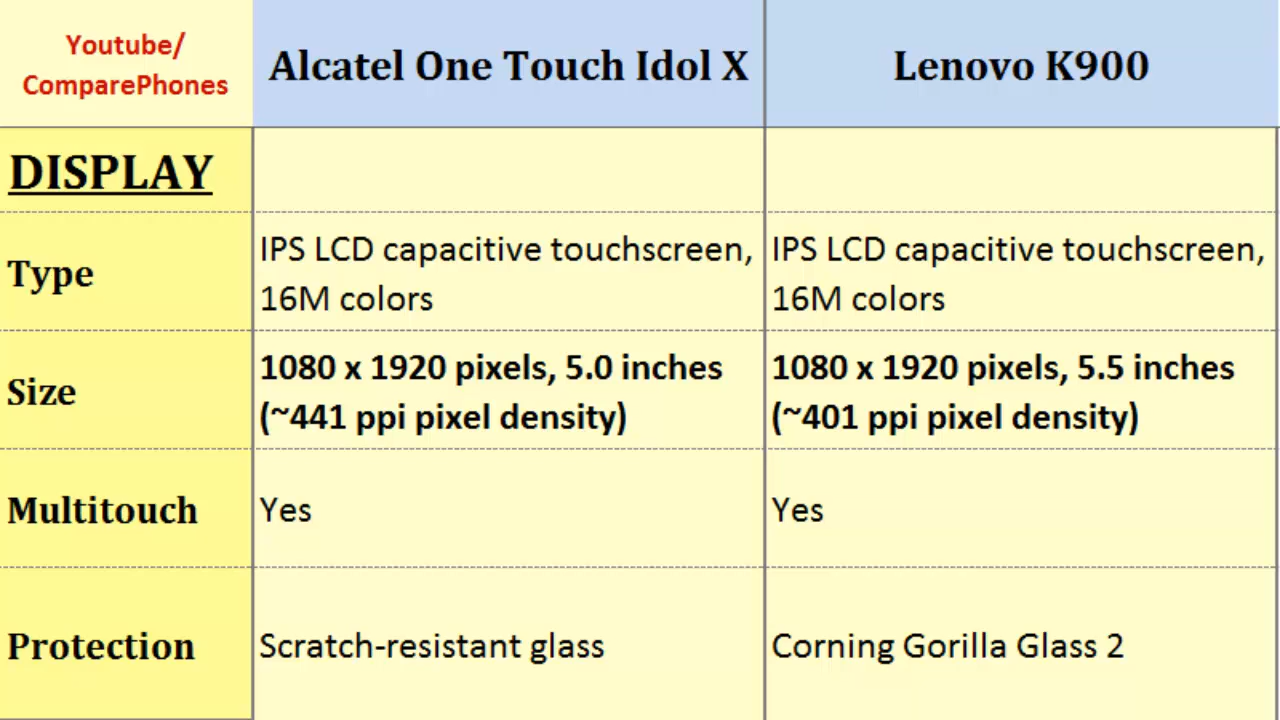 Youtube/
ComparePhones
Alcatel One Touch Idol X
Lenovo K900
DISPLAY
Type
IPS LCD capacitive touchscreen,
16M colors
IPS LCD capacitive touchscreen,
16M colors
Size
1080 x 1920 pixels, 5.0 inches
(~441 ppi pixel density)
1080 x 1920 pixels, 5.5 inches
(~401 ppi pixel density)
Multitouch
Yes
Yes
Protection
Scratch-resistant glass
Corning Gorilla Glass 2